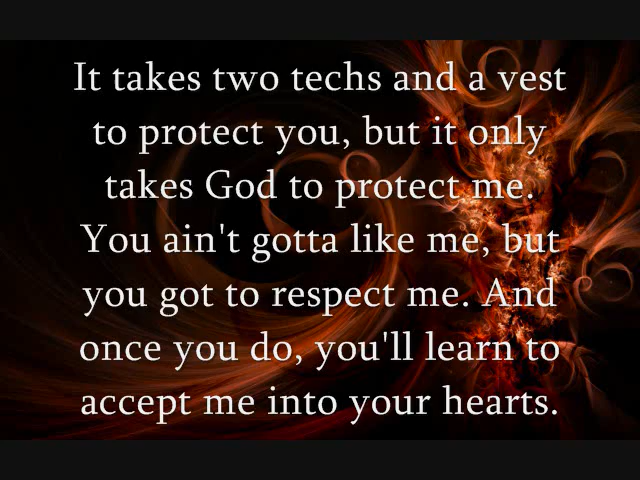 It takes two techs and a vest
to protect you, but it only
takes God to protect me.
You ain't gotta like me, but
you got to respect me. And
once you do, you'll learn to
accept me into your hearts.